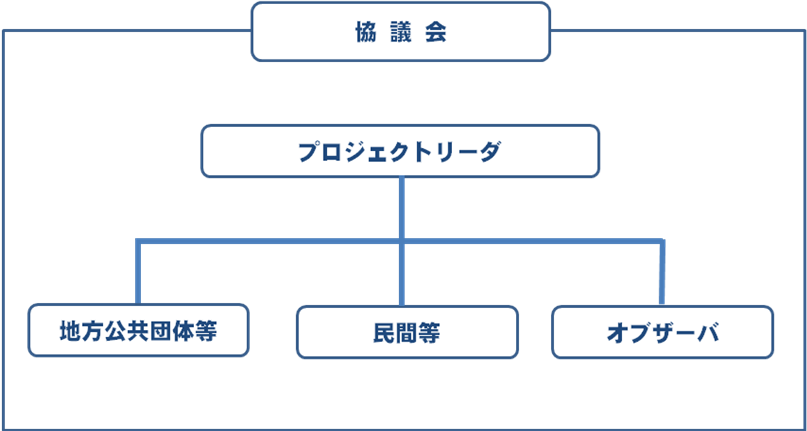 協 議 会
プロジェクトリーダ
地方公共団体等
民間等
オブザーバ